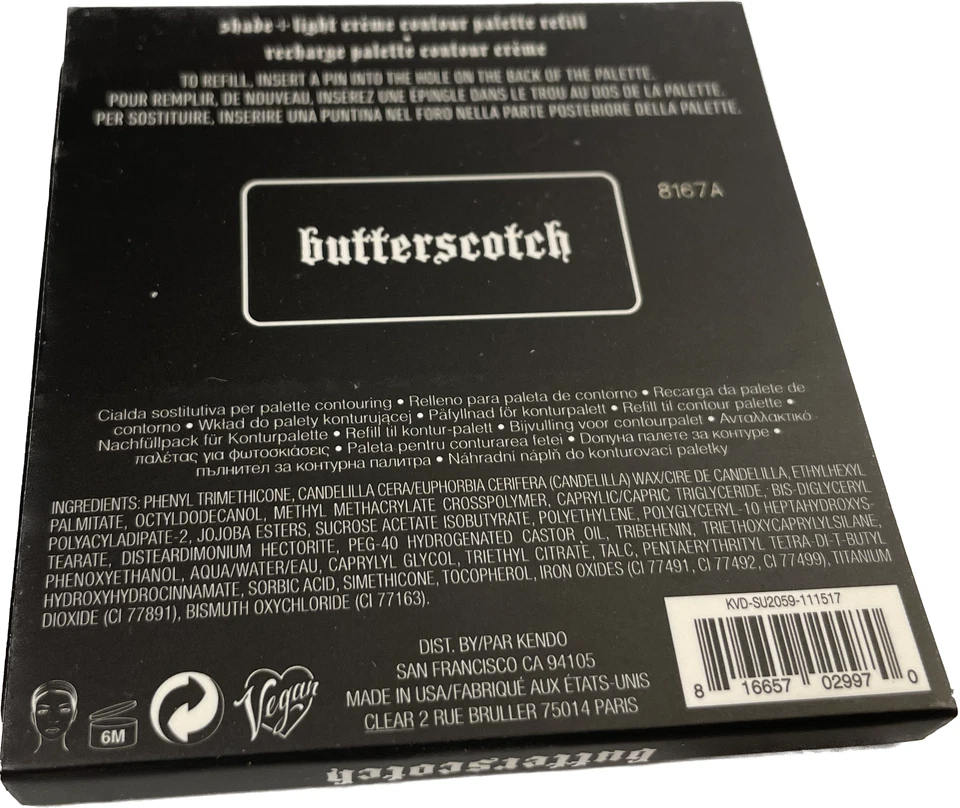 shade + light crème contour palette refill
•
recharge palette contour crème
TO REFILL, INSERT A PIN INTO THE HOLE ON THE BACK OF THE PALETTE.
POUR REMPLIR, DE NOUVEAU, INSÉREZ UNE ÉPINGLE DANS LE TROU AU DOS DE LA PALETTE.
PER SOSTITUIRE, INSERIRE UNA PUNTINA NEL FORO NELLA PARTE POSTERIORE DELLA PALETTE.
8167A
butterscotch
Cialda sostitutiva per palette contouring • Relleno para paleta de contorno • Recarga da palete de
contorno • Wkład do palety konturującej • Påfyllnad för konturpalett • Refill til contour palette •
Nachfüllpack für Konturpalette • Refill til kontur-palett • Bijvulling voor contourpalet • Ανταλλακτικό
παλέτας για φωτοσκιάσεις • Paleta pentru conturarea fetei • Допуна палете за контуре •
пълнител за контурна палитра • Náhradní náplň do konturovací paletky
INGREDIENTS: PHENYL TRIMETHICONE, CANDELILLA CERA/EUPHORBIA CERIFERA (CANDELILLA) WAX/CIRE DE CANDELILLA, ETHYLHEXYL
PALMITATE, OCTYLDODECANOL, METHYL METHACRYLATE CROSSPOLYMER, CAPRYLIC/CAPRIC TRIGLYCERIDE, BIS-DIGLYCERYL
POLYACYLADIPATE-2, JOJOBA ESTERS, SUCROSE ACETATE ISOBUTYRATE, POLYETHYLENE, POLYGLYCERYL-10 HEPTAHYDROXYS-
TEARATE, DISTEARDIMONIUM HECTORITE, PEG-40 HYDROGENATED CASTOR OIL, TRIBEHENIN, TRIETHOXYCAPRYLYLSILANE,
PHENOXYETHANOL, AQUA/WATER/EAU, CAPRYLYL GLYCOL, TRIETHYL CITRATE, TALC, PENTAERYTHRITYL TETRA-DI-T-BUTYL
HYDROXYHYDROCINNAMATE, SORBIC ACID, SIMETHICONE, TOCOPHEROL, IRON OXIDES (CI 77491, CI 77492, CI 77499), TITANIUM
DIOXIDE (CI 77891), BISMUTH OXYCHLORIDE (CI 77163).
KVD-SU2059-111517
8 16657 02997 0
DIST. BY/PAR KENDO
SAN FRANCISCO CA 94105
MADE IN USA/FABRIQUÉ AUX ÉTATS-UNIS
CLEAR 2 RUE BRULLER 75014 PARIS
6M
Vegan
butterscotch